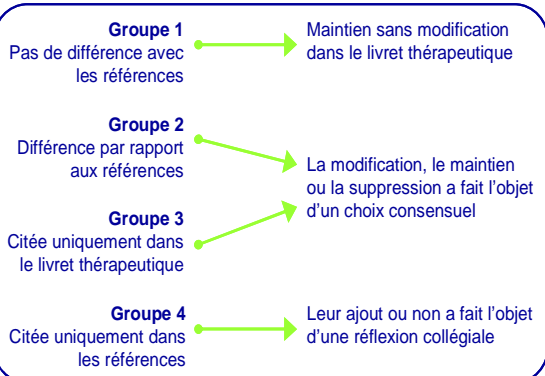 Groupe 1
Pas de différence avec
les références
Maintien sans modification
dans le livret thérapeutique
Groupe 2
Différence par rapport
aux références
La modification, le maintien
ou la suppression a fait l'objet
d'un choix consensuel
Groupe 3
Citée uniquement dans
le livret thérapeutique
Groupe 4
Citée uniquement dans
les références
Leur ajout ou non a fait l'objet
d'une réflexion collégiale